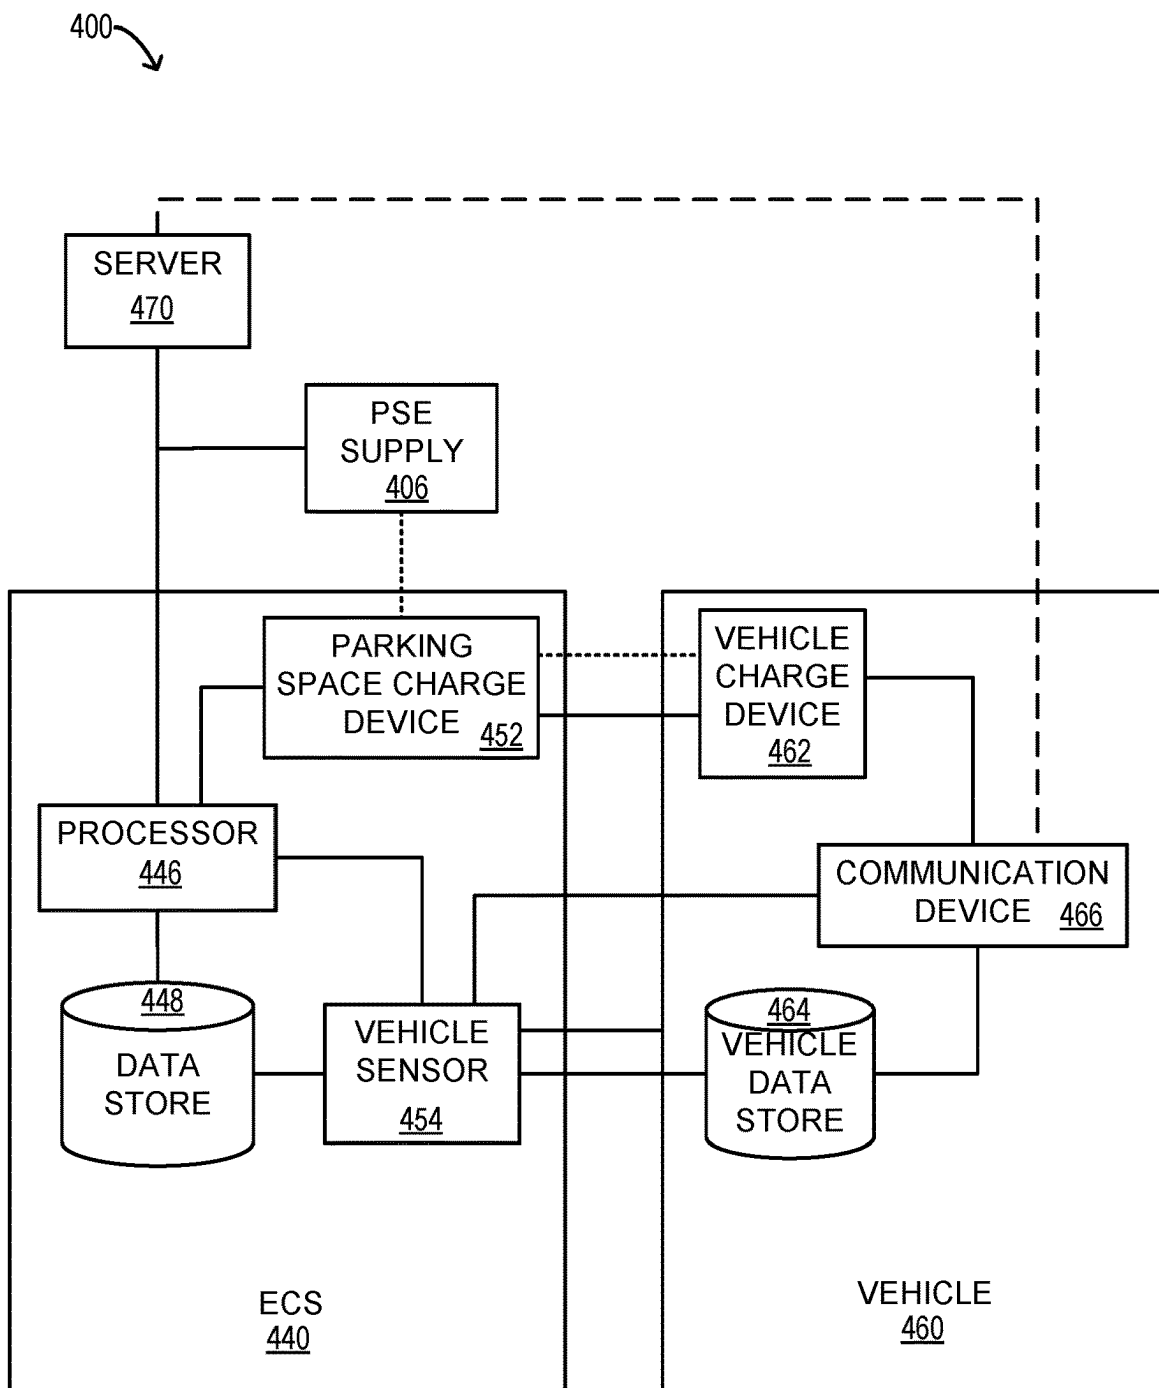 400
SERVER
470
PSE
SUPPLY
406
PARKING
SPACE CHARGE
DEVICE 452
VEHICLE
CHARGE
DEVICE
462
PROCESSOR
446
COMMUNICATION
DEVICE 466
448
DATA
STORE
VEHICLE
SENSOR
454
464
VEHICLE
DATA
STORE
ECS
440
VEHICLE
460